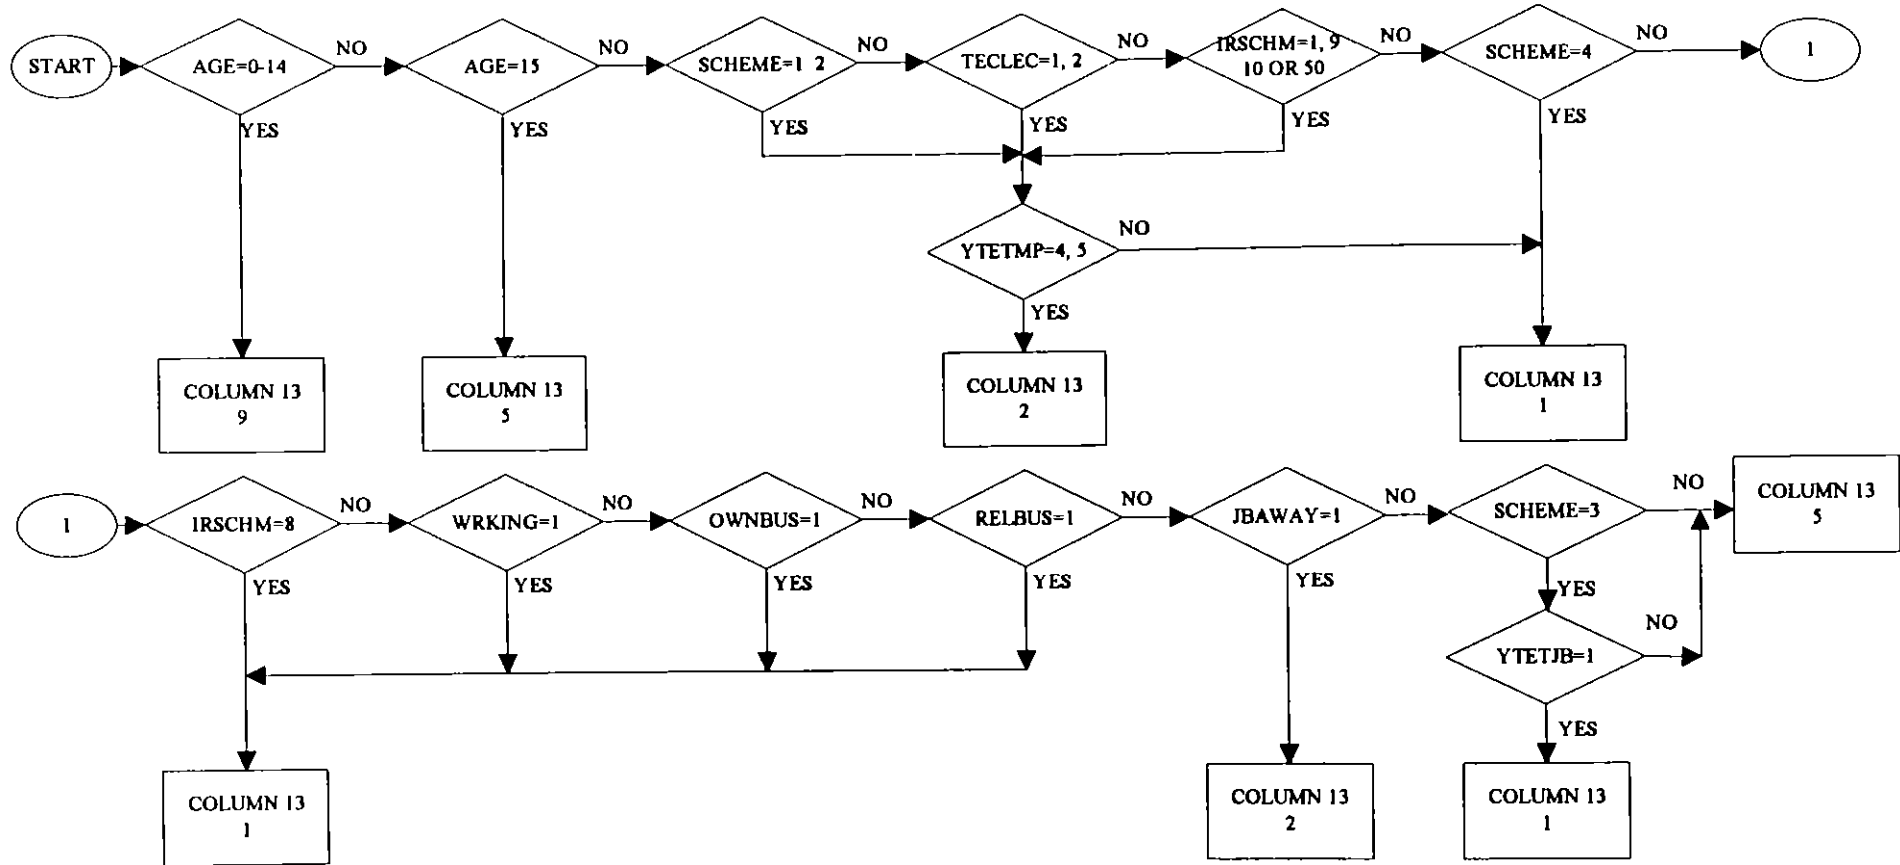 START
AGE=0-14
NO
YES
AGE=15
NO
YES
SCHEME=1 2
NO
YES
TECLEC=1, 2
NO
YES
IRSCHM=1, 9
10 OR 50
NO
YES
SCHEME=4
NO
YES
1
YTETMP=4, 5
NO
YES
COLUMN 13
9
COLUMN 13
5
COLUMN 13
2
COLUMN 13
1
1
IRSCHM=8
NO
YES
WRKING=1
NO
YES
OWNBUS=1
NO
YES
RELBUS=1
NO
YES
JBAWAY=1
NO
YES
SCHEME=3
NO
YES
COLUMN 13
5
YTETJB=1
NO
YES
COLUMN 13
1
COLUMN 13
2
COLUMN 13
1